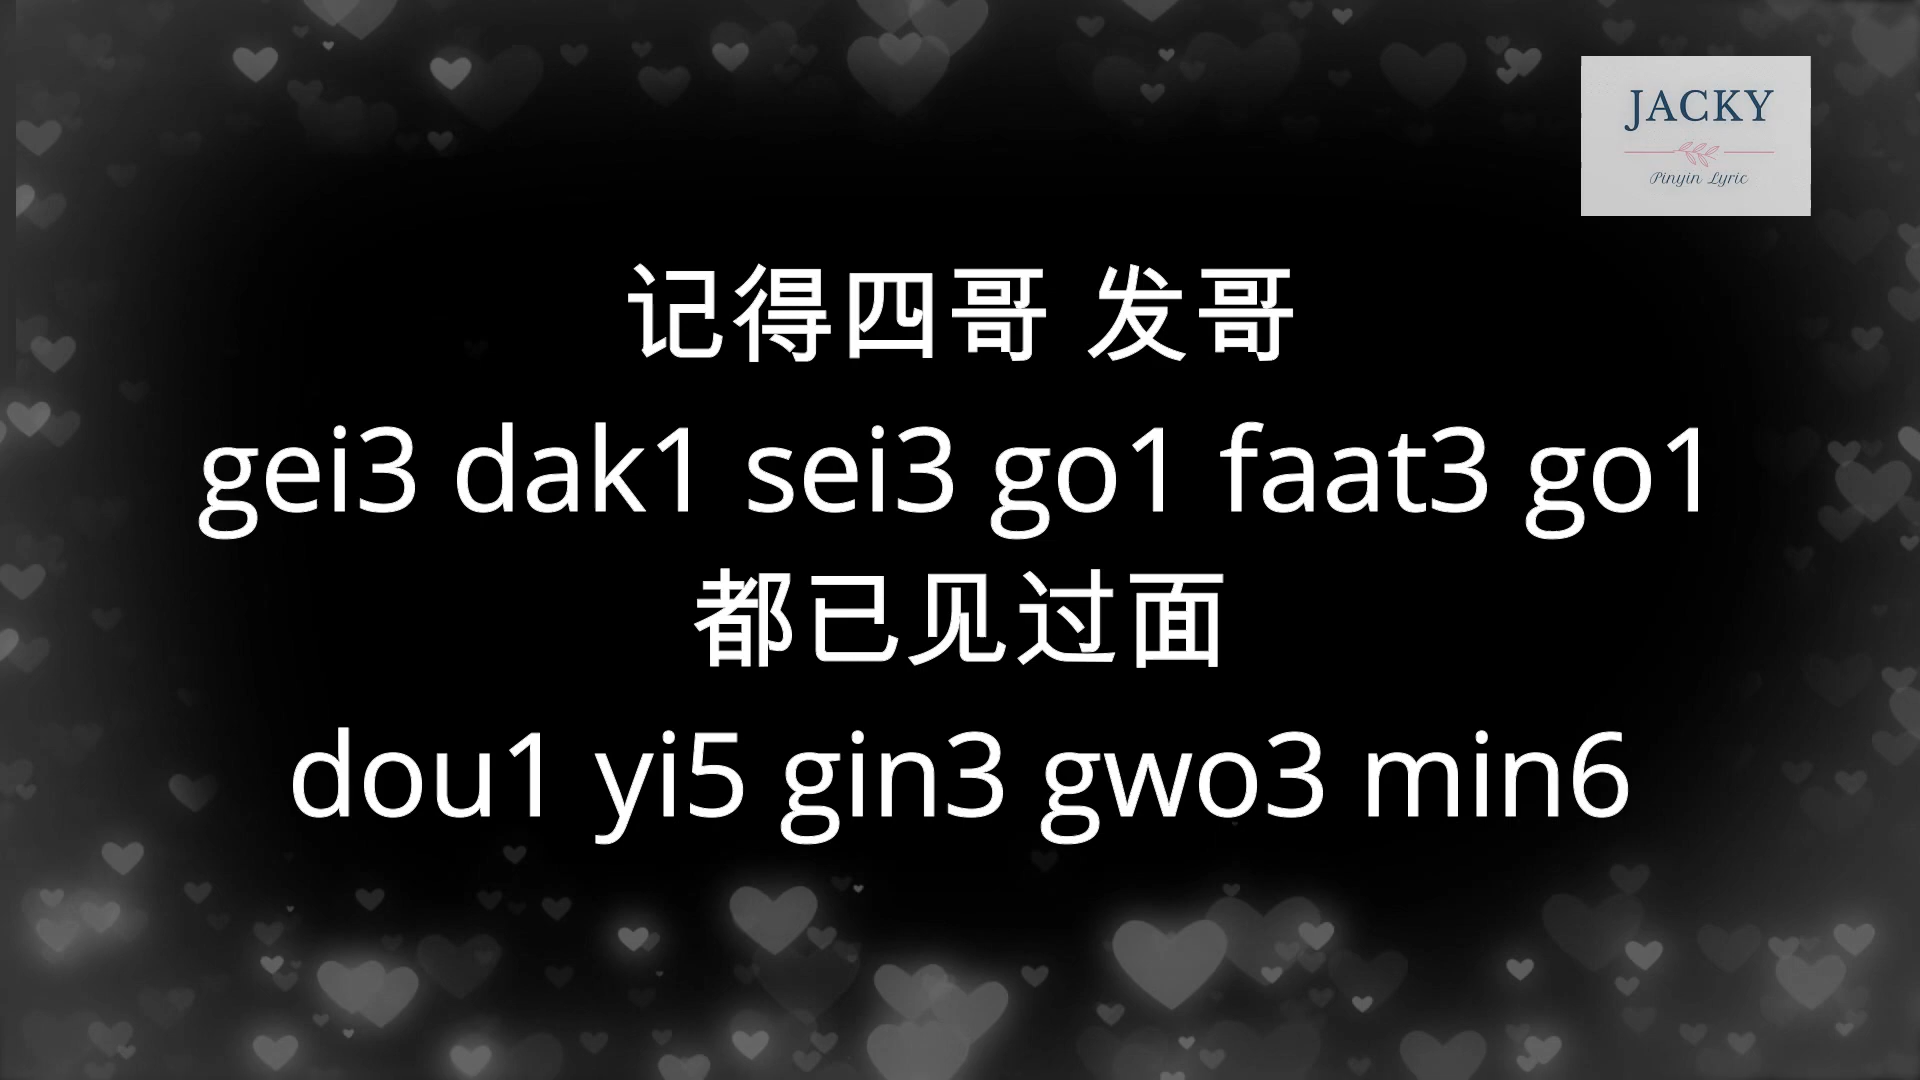 JACKY
Pinyin Lyric
记得四哥 发哥
gei3 dak1 sei3 go1 faat3 go1
都已见过面
dou1 yi5 gin3 gwo3 min6